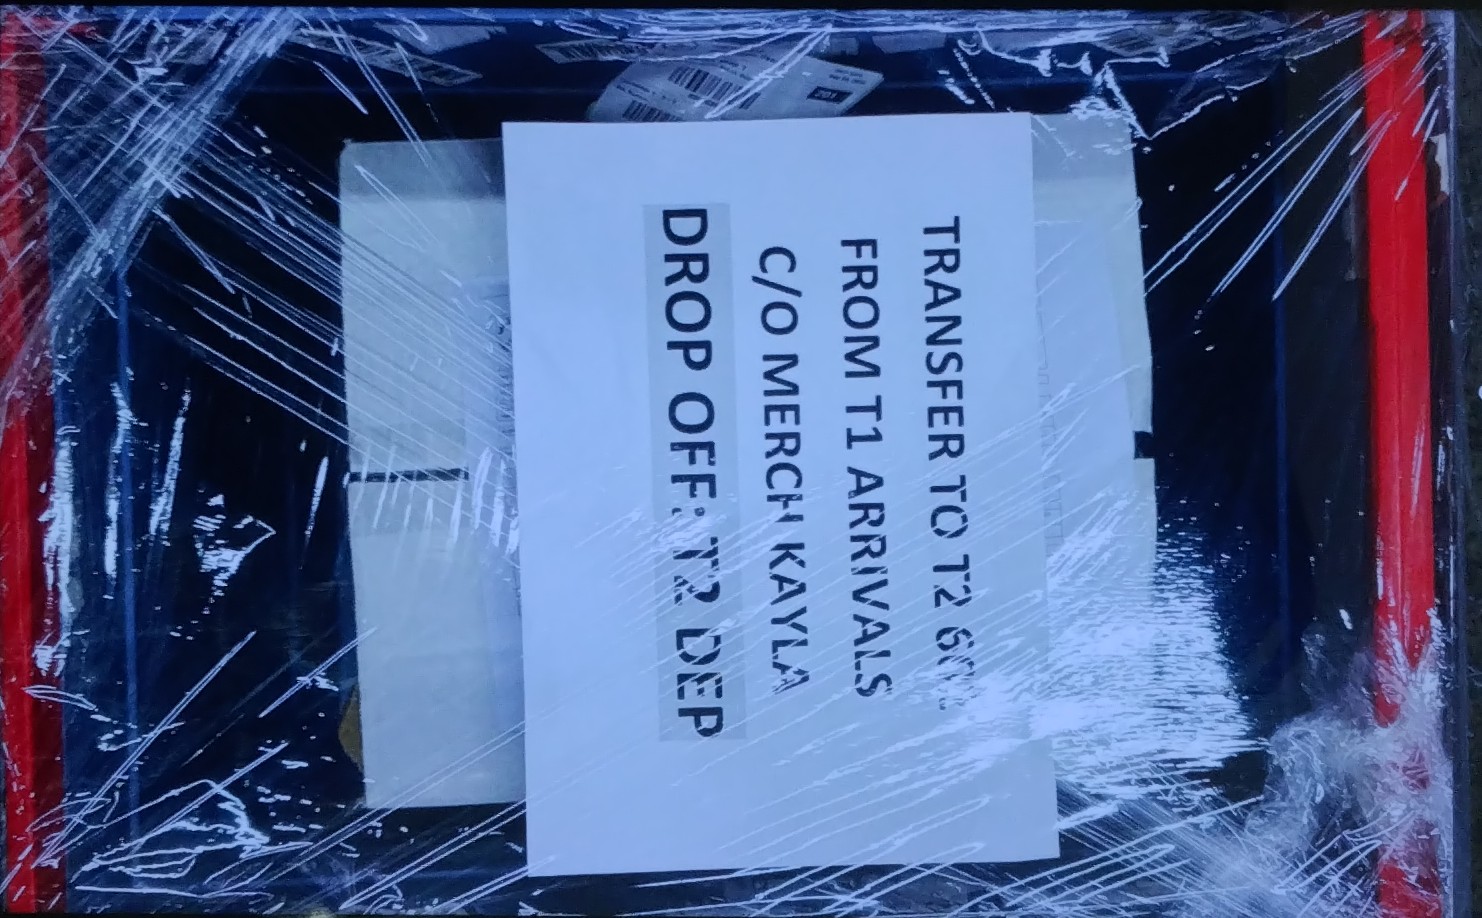 TRANSFER TO T2
FROM T1 ARRIVALS
C/O MERCH KAYLA
DROP OFF: T2 DEP